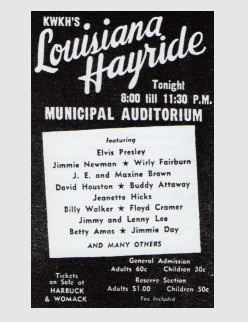 KWKH'S
Louisiana
Hayride
Tonight
8:00 till 11:30 P.M.
MUNICIPAL AUDITORIUM
featuring
Elvis Presley
Jimmie Newman ★ Wirly Fairburn
J. E. and Maxine Brown
David Houston ★ Buddy Attaway
Jeanette Hicks
Billy Walker ★ Floyd Cramer
Jimmy and Lenny Lee
Betty Amos ★ Jimmie Day
AND MANY OTHERS
General Admission
Adults 60c Children 30c
Tickets
on Sale at
HARBUCK
& WOMACK
Reserve Section
Adults $1.00 Children 50c
Tax Included